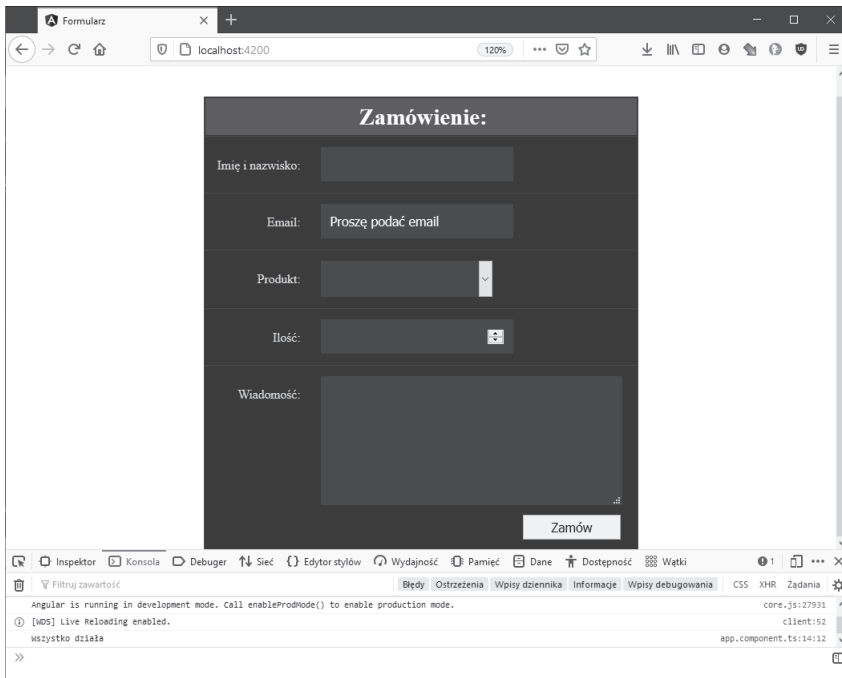 Formularz
localhost:4200
120%
Zamówienie:
Imię i nazwisko:
Email:
Proszę podać email
Produkt:
Ilość:
Wiadomość:
Zamów
Inspektor Konsola Debuger Sieć Edytor stylów Wydajność Pamięć Dane Dostępność Wątki 1
Filtruj zawartość Błędy Ostrzeżenia Wpisy dziennika Informacje Wpisy debugowania CSS XHR Żądania
Angular is running in development mode. Call enableProdMode() to enable production mode. core.js:27931
[WDS] Live Reloading enabled. client:52
Wszystko działa app.component.ts:14:12